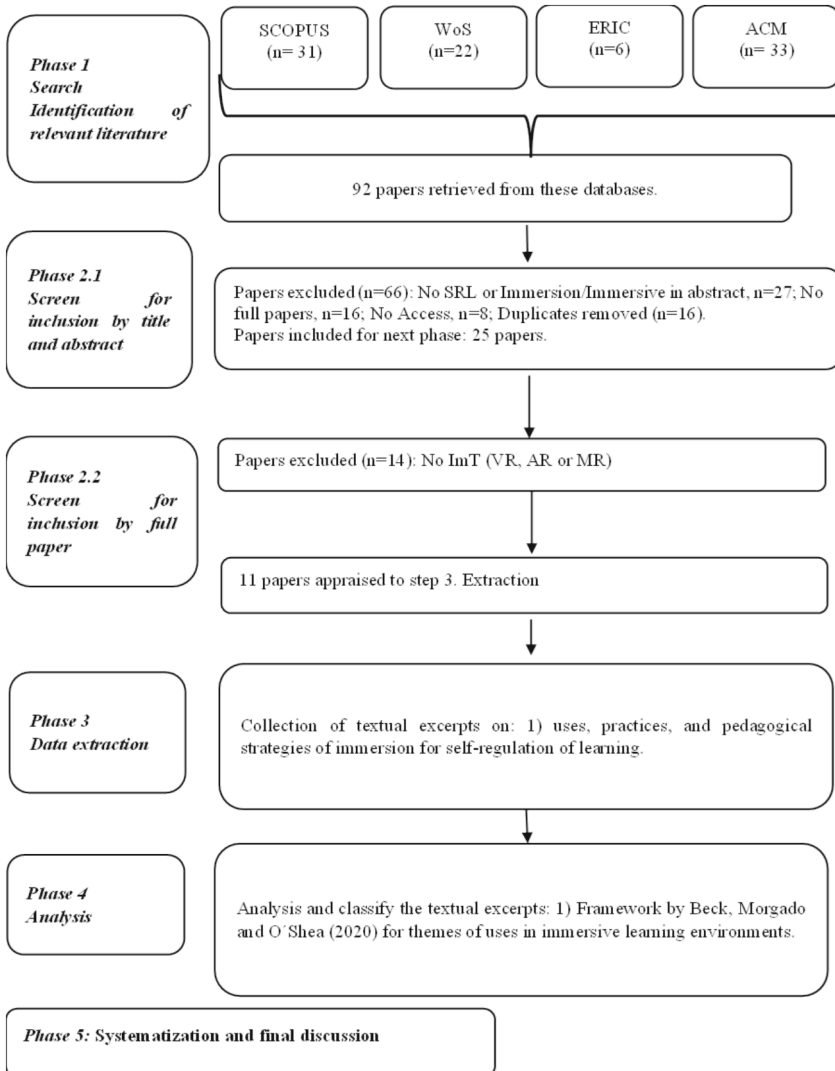 SCOPUS
(n= 31)
WoS
(n=22)
ERIC
(n=6)
ACM
(n= 33)
Phase 1
Search
Identification of
relevant literature
92 papers retrieved from these databases.
Phase 2.1
Screen for
inclusion by title
and abstract
Papers excluded (n=66): No SRL or Immersion/Immersive in abstract, n=27; No
full papers, n=16; No Access, n=8; Duplicates removed (n=16).
Papers included for next phase: 25 papers.
Phase 2.2
Screen for
inclusion by full
paper
Papers excluded (n=14): No ImT (VR, AR or MR)
11 papers appraised to step 3. Extraction
Phase 3
Data extraction
Collection of textual excerpts on: 1) uses, practices, and pedagogical
strategies of immersion for self-regulation of learning.
Phase 4
Analysis
Analysis and classify the textual excerpts: 1) Framework by Beck, Morgado
and O´Shea (2020) for themes of uses in immersive learning environments.
Phase 5: Systematization and final discussion